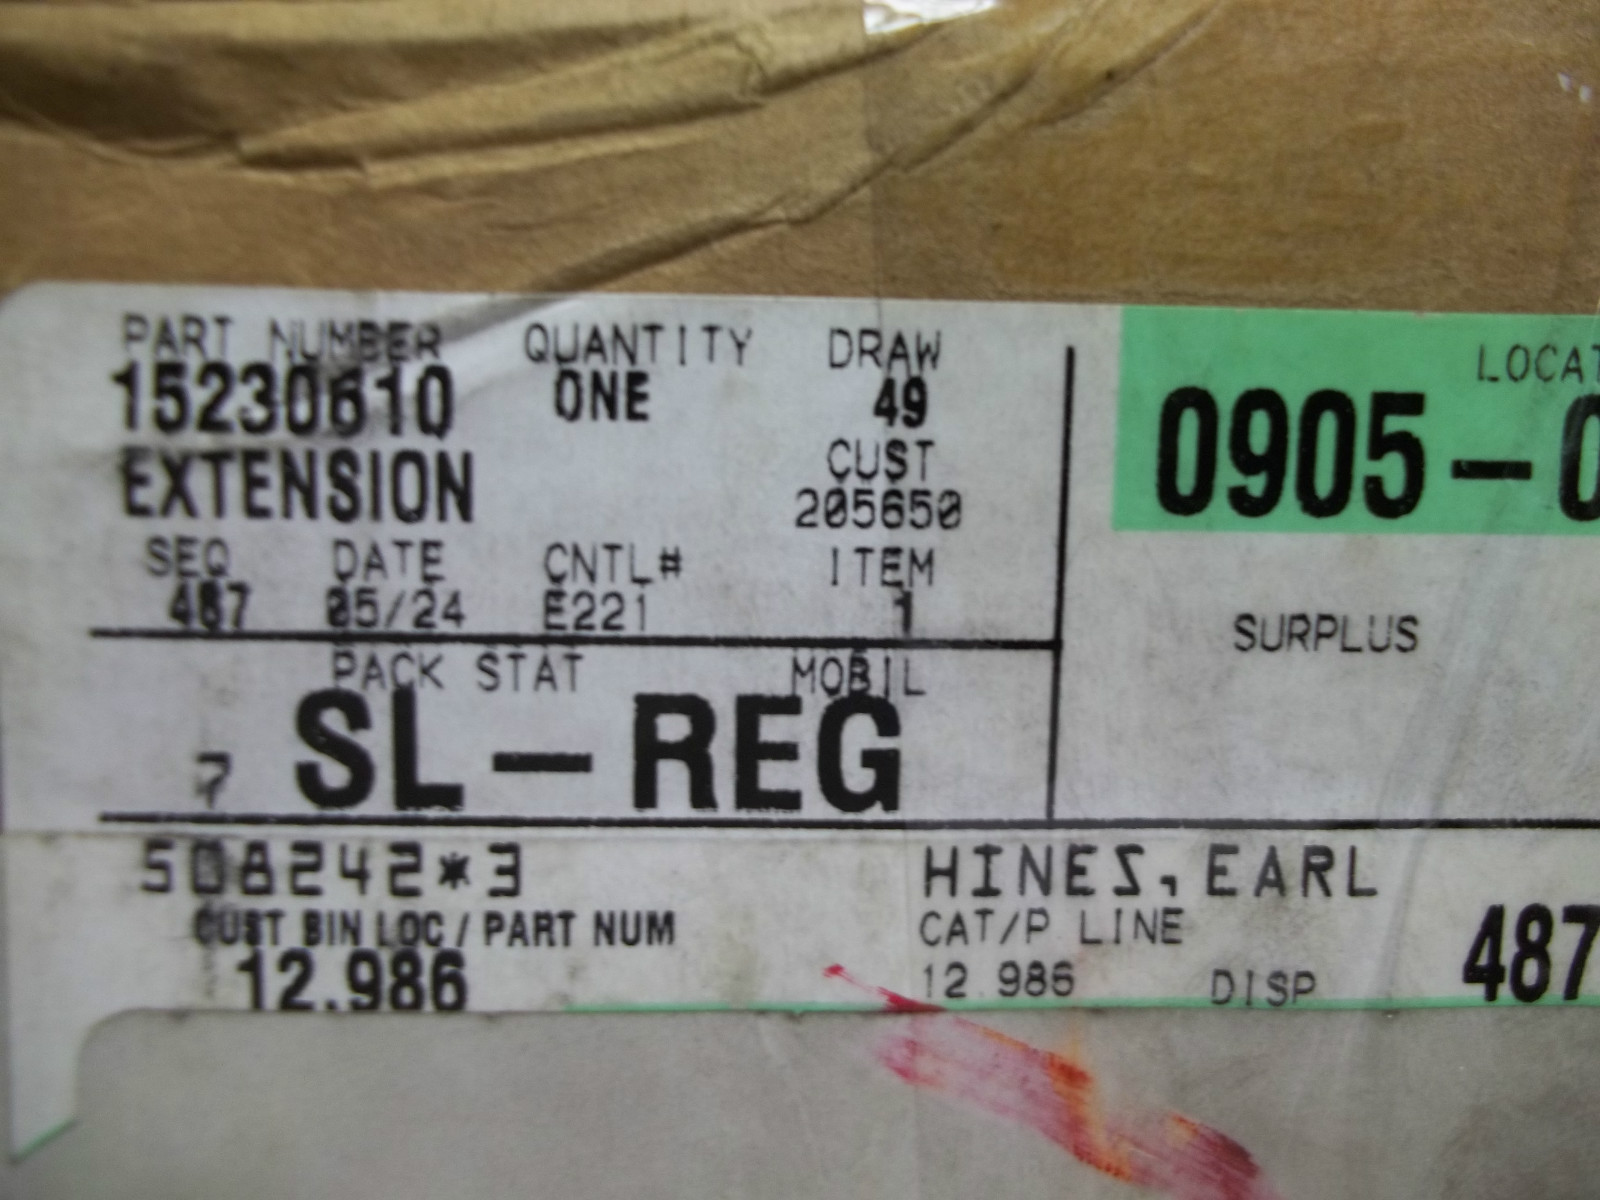 PART NUMBER QUANTITY DRAW
15230610 ONE 49
EXTENSION CUST
205650
SEQ DATE CNTL# ITEM
487 05/24 E221 1
PACK STAT MOBIL
7 SL-REG
LOCAT
0905-0
SURPLUS
508242*3 HINES, EARL
CUST BIN LOC / PART NUM CAT/P LINE
12.986 12.986 DISP 487